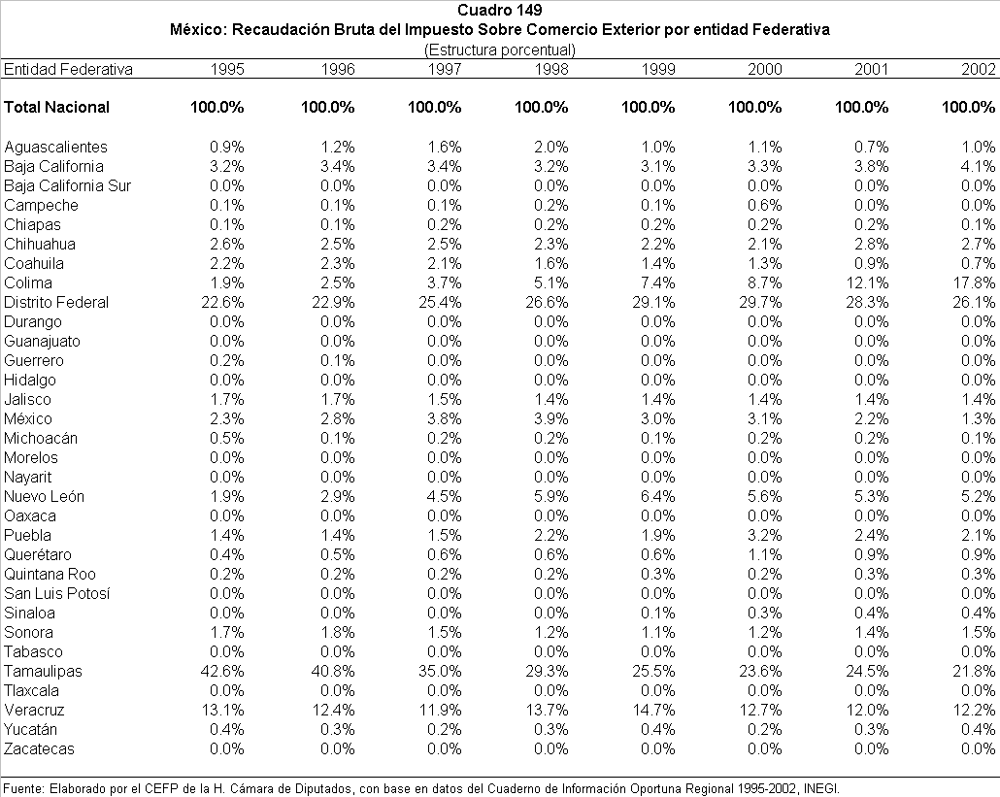 Cuadro 149
México: Recaudación Bruta del Impuesto Sobre Comercio Exterior por entidad Federativa
(Estructura porcentual)
Entidad Federativa 1995 1996 1997 1998 1999 2000 2001 2002
Total Nacional 100.0% 100.0% 100.0% 100.0% 100.0% 100.0% 100.0% 100.0%
Aguascalientes 0.9% 1.2% 1.6% 2.0% 1.0% 1.1% 0.7% 1.0%
Baja California 3.2% 3.4% 3.4% 3.2% 3.1% 3.3% 3.8% 4.1%
Baja California Sur 0.0% 0.0% 0.0% 0.0% 0.0% 0.0% 0.0% 0.0%
Campeche 0.1% 0.1% 0.1% 0.2% 0.1% 0.6% 0.0% 0.0%
Chiapas 0.1% 0.1% 0.2% 0.2% 0.2% 0.2% 0.2% 0.1%
Chihuahua 2.6% 2.5% 2.5% 2.3% 2.2% 2.1% 2.8% 2.7%
Coahuila 2.2% 2.3% 2.1% 1.6% 1.4% 1.3% 0.9% 0.7%
Colima 1.9% 2.5% 3.7% 5.1% 7.4% 8.7% 12.1% 17.8%
Distrito Federal 22.6% 22.9% 25.4% 26.6% 29.1% 29.7% 28.3% 26.1%
Durango 0.0% 0.0% 0.0% 0.0% 0.0% 0.0% 0.0% 0.0%
Guanajuato 0.0% 0.0% 0.0% 0.0% 0.0% 0.0% 0.0% 0.0%
Guerrero 0.2% 0.1% 0.0% 0.0% 0.0% 0.0% 0.0% 0.0%
Hidalgo 0.0% 0.0% 0.0% 0.0% 0.0% 0.0% 0.0% 0.0%
Jalisco 1.7% 1.7% 1.5% 1.4% 1.4% 1.4% 1.4% 1.4%
México 2.3% 2.8% 3.8% 3.9% 3.0% 3.1% 2.2% 1.3%
Michoacán 0.5% 0.1% 0.2% 0.2% 0.1% 0.2% 0.2% 0.1%
Morelos 0.0% 0.0% 0.0% 0.0% 0.0% 0.0% 0.0% 0.0%
Nayarit 0.0% 0.0% 0.0% 0.0% 0.0% 0.0% 0.0% 0.0%
Nuevo León 1.9% 2.9% 4.5% 5.9% 6.4% 5.6% 5.3% 5.2%
Oaxaca 0.0% 0.0% 0.0% 0.0% 0.0% 0.0% 0.0% 0.0%
Puebla 1.4% 1.4% 1.5% 2.2% 1.9% 3.2% 2.4% 2.1%
Querétaro 0.4% 0.5% 0.6% 0.6% 0.6% 1.1% 0.9% 0.9%
Quintana Roo 0.2% 0.2% 0.2% 0.2% 0.3% 0.2% 0.3% 0.3%
San Luis Potosí 0.0% 0.0% 0.0% 0.0% 0.0% 0.0% 0.0% 0.0%
Sinaloa 0.0% 0.0% 0.0% 0.0% 0.1% 0.3% 0.4% 0.4%
Sonora 1.7% 1.8% 1.5% 1.2% 1.1% 1.2% 1.4% 1.5%
Tabasco 0.0% 0.0% 0.0% 0.0% 0.0% 0.0% 0.0% 0.0%
Tamaulipas 42.6% 40.8% 35.0% 29.3% 25.5% 23.6% 24.5% 21.8%
Tlaxcala 0.0% 0.0% 0.0% 0.0% 0.0% 0.0% 0.0% 0.0%
Veracruz 13.1% 12.4% 11.9% 13.7% 14.7% 12.7% 12.0% 12.2%
Yucatán 0.4% 0.3% 0.2% 0.3% 0.4% 0.2% 0.3% 0.4%
Zacatecas 0.0% 0.0% 0.0% 0.0% 0.0% 0.0% 0.0% 0.0%
Fuente: Elaborado por el CEFP de la H. Cámara de Diputados, con base en datos del Cuaderno de Información Oportuna Regional 1995-2002, INEGI.